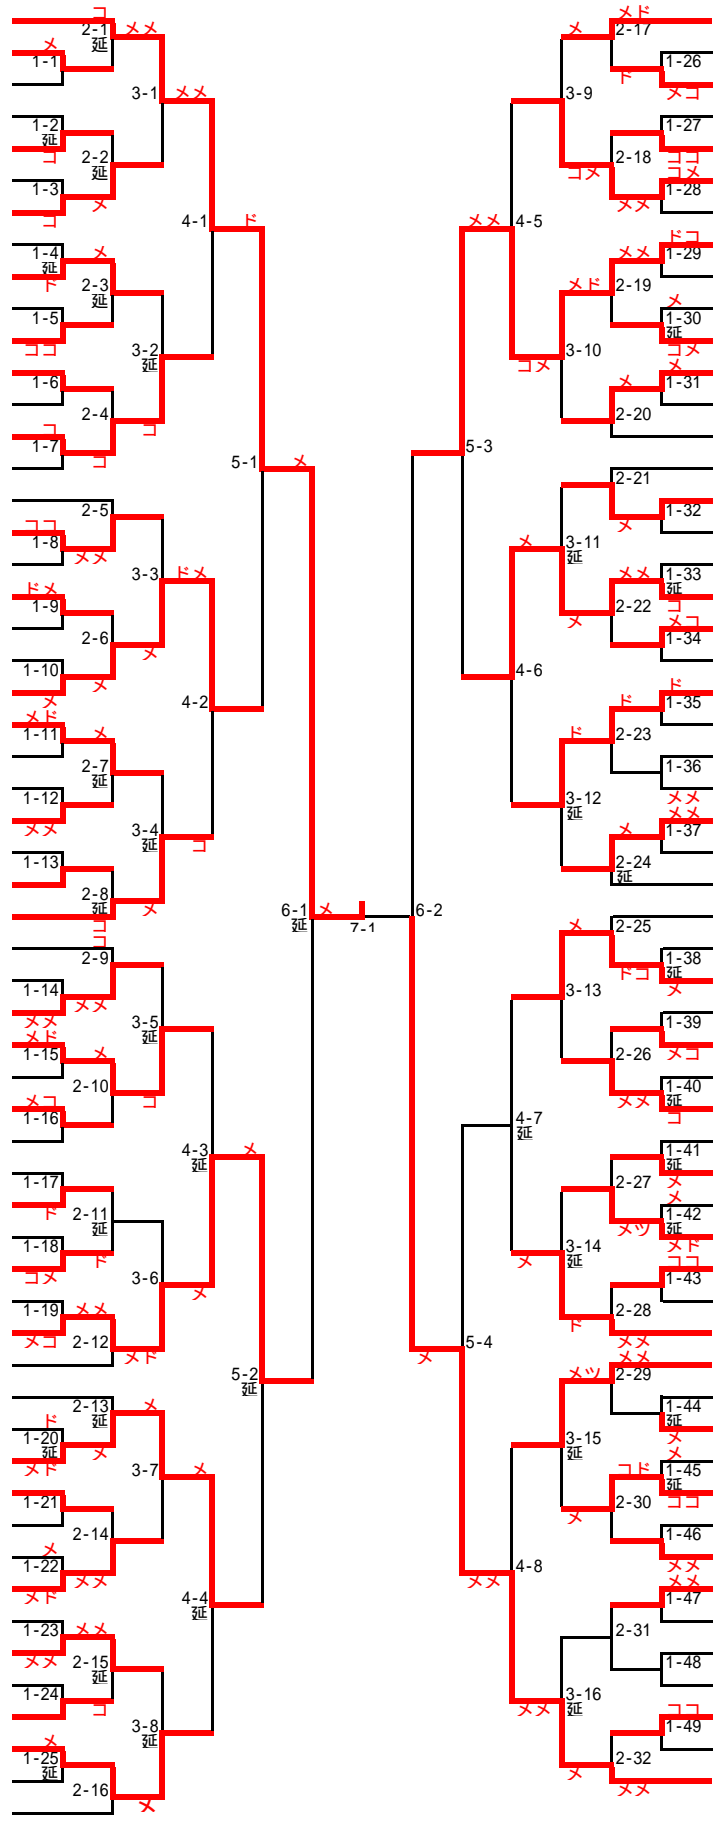 コ
2-1
延
メメ
メ
1-1
3-1
メメ
1-2
延
コ
2-2
延
1-3
コ
メ
4-1
ド
1-4
延
ド
メ
2-3
延
1-5
ココ
3-2
延
1-6
2-4
コ
コ
1-7
コ
5-1
メ
2-5
ココ
1-8
メメ
3-3
ドメ
ドメ
1-9
2-6
メ
1-10
メ
メ
4-2
メド
1-11
メ
2-7
延
1-12
メメ
3-4
延
コ
1-13
2-8
延
コ
メ
6-1
延
メ
7-1
コ
2-9
1-14
メメ
メメ
3-5
延
メド
1-15
メ
2-10
コ
メコ
1-16
4-3
延
メ
1-17
ド
2-11
延
1-18
コメ
ド
3-6
メ
1-19
メコ
メメ
2-12
メド
5-2
延
2-13
延
メ
ド
1-20
延
メド
メ
3-7
メ
1-21
2-14
メ
1-22
メド
メメ
4-4
延
1-23
メメ
メメ
2-15
延
1-24
コ
3-8
延
メ
1-25
延
2-16
メ
メド
2-17
メ
1-26
メコ
ド
3-9
1-27
ココ
2-18
コメ
コメ
1-28
メメ
メメ
4-5
ドコ
1-29
メメ
2-19
メド
メ
1-30
延
コメ
3-10
コメ
メ
1-31
メ
2-20
5-3
2-21
1-32
メ
3-11
延
メ
1-33
延
コ
メメ
2-22
メ
メコ
1-34
4-6
ド
1-35
ド
2-23
ド
1-36
メメ
3-12
延
メメ
1-37
メ
2-24
延
6-2
2-25
メ
1-38
延
メ
ドコ
3-13
1-39
メコ
2-26
1-40
延
コ
メメ
4-7
延
1-41
延
メ
2-27
メ
1-42
延
メド
メツ
3-14
延
メ
ココ
1-43
2-28
ド
メメ
5-4
メ
メメ
2-29
メツ
1-44
延
メ
3-15
延
メ
1-45
延
ココ
コド
2-30
メ
1-46
メメ
4-8
メメ
メメ
1-47
2-31
1-48
3-16
延
メメ
ココ
1-49
2-32
メ
メメ